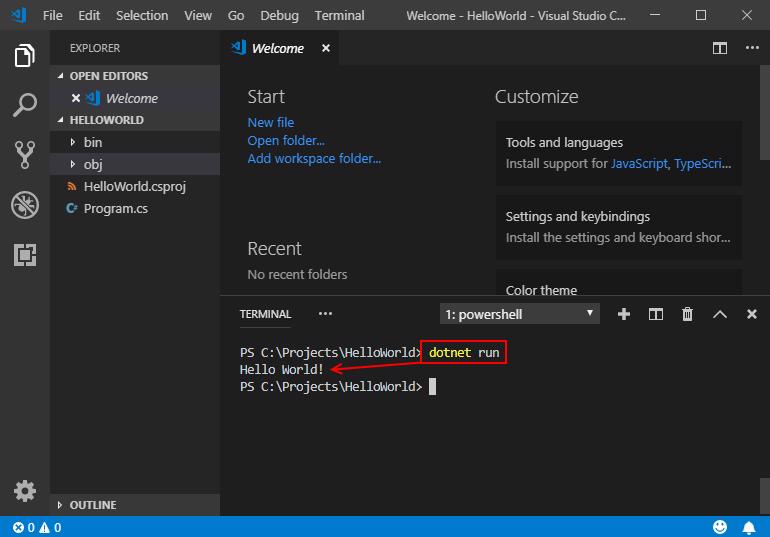 File Edit Selection View Go Debug Terminal Welcome - HelloWorld - Visual Studio C...
EXPLORER
OPEN EDITORS
Welcome
HELLOWORLD
bin
obj
HelloWorld.csproj
C# Program.cs
OUTLINE
Welcome
Start
New file
Open folder...
Add workspace folder...
Recent
No recent folders
Customize
Tools and languages
Install support for JavaScript, TypeScri...
Settings and keybindings
Install the settings and keyboard shor...
Color theme
TERMINAL 1: powershell
PS C:\Projects\HelloWorld> dotnet run
Hello World!
PS C:\Projects\HelloWorld>
0 0